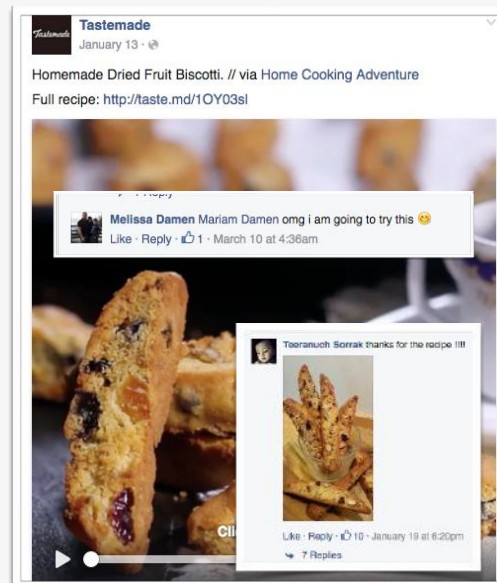 Tastemade
Tastemade
January 13 ·
Homemade Dried Fruit Biscotti. // via Home Cooking Adventure
Full recipe: http://taste.md/1OY03sl
Melissa Damen Mariam Damen omg i am going to try this
Like · Reply · 1 · March 10 at 4:36am
Teeranuch Sorrak thanks for the recipe !!!!
Like · Reply · 10 · January 19 at 6:20pm
7 Replies